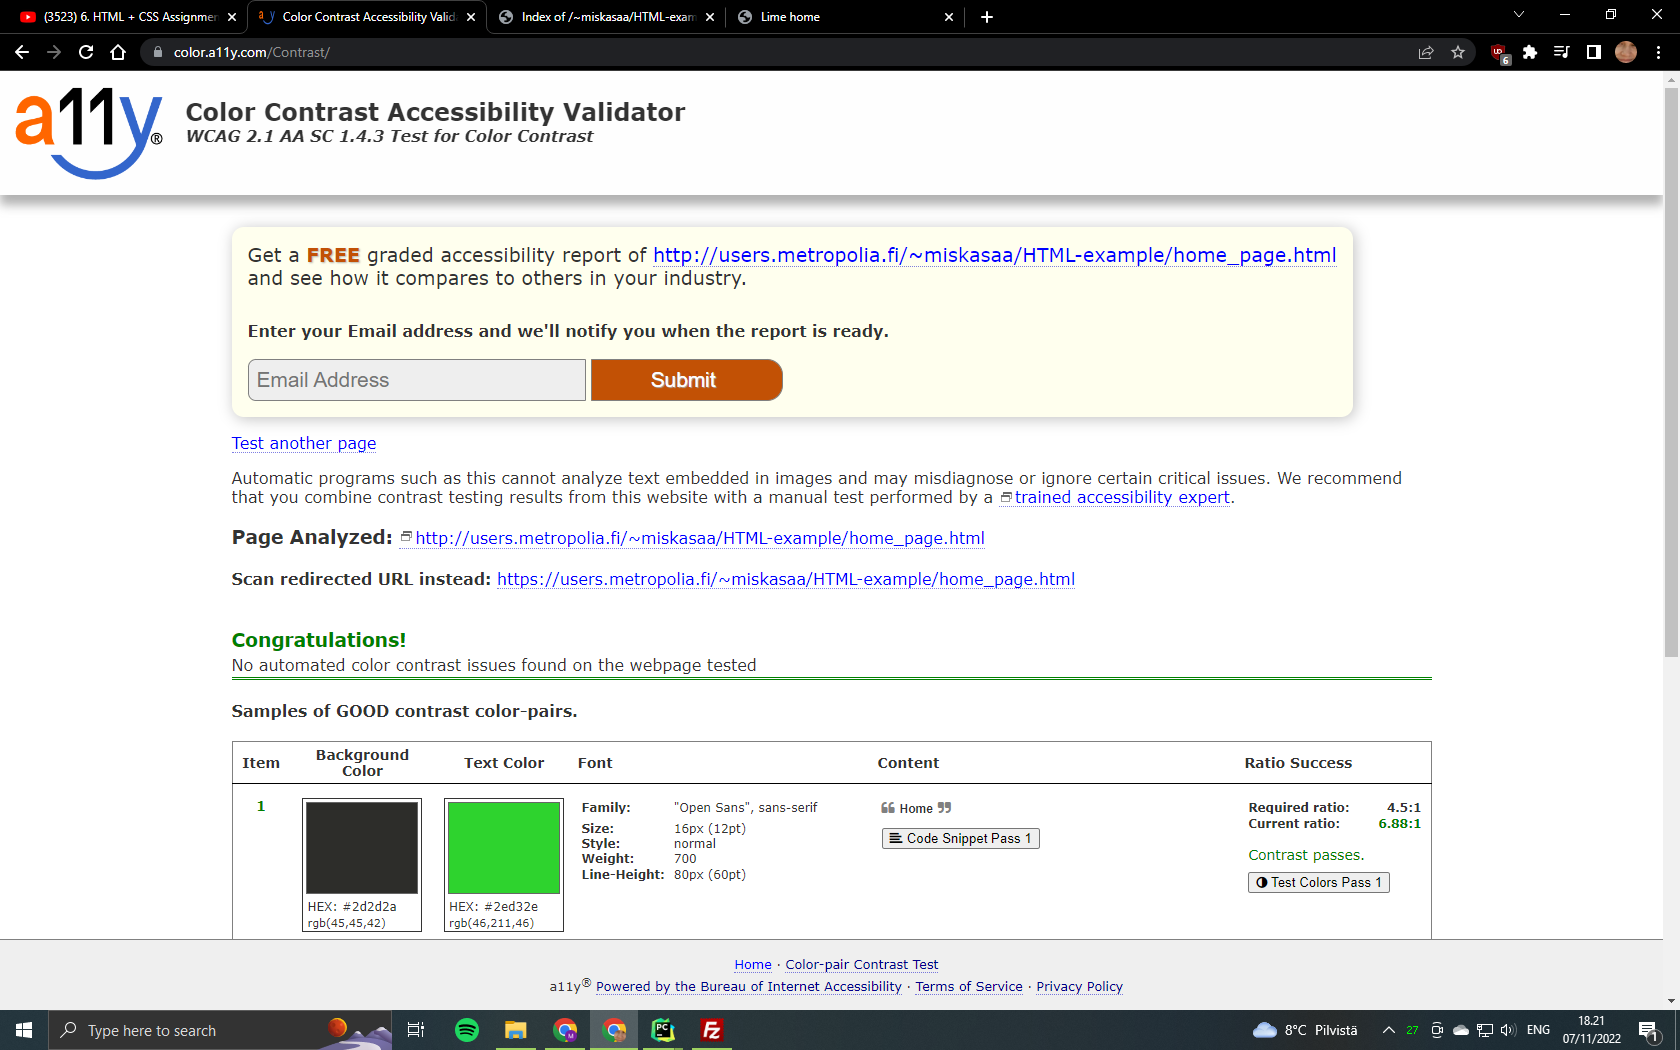 (3523) 6. HTML + CSS Assignmen
Color Contrast Accessibility Valida
Index of /~miskasaa/HTML-exam
Lime home
color.a11y.com/Contrast/
6
a11y®
Color Contrast Accessibility Validator
WCAG 2.1 AA SC 1.4.3 Test for Color Contrast
Get a FREE graded accessibility report of http://users.metropolia.fi/~miskasaa/HTML-example/home_page.html
and see how it compares to others in your industry.
Enter your Email address and we'll notify you when the report is ready.
Email Address
Submit
Test another page
Automatic programs such as this cannot analyze text embedded in images and may misdiagnose or ignore certain critical issues. We recommend
that you combine contrast testing results from this website with a manual test performed by a trained accessibility expert.
Page Analyzed: http://users.metropolia.fi/~miskasaa/HTML-example/home_page.html
Scan redirected URL instead: https://users.metropolia.fi/~miskasaa/HTML-example/home_page.html
Congratulations!
No automated color contrast issues found on the webpage tested
Samples of GOOD contrast color-pairs.
Item
Background
Color
Text Color
Font
Content
Ratio Success
1
HEX: #2d2d2a
rgb(45,45,42)
HEX: #2ed32e
rgb(46,211,46)
Family: "Open Sans", sans-serif
Size: 16px (12pt)
Style: normal
Weight: 700
Line-Height: 80px (60pt)
❝ Home ❞
Code Snippet Pass 1
Required ratio: 4.5:1
Current ratio: 6.88:1
Contrast passes.
Test Colors Pass 1
Home · Color-pair Contrast Test
a11y® Powered by the Bureau of Internet Accessibility · Terms of Service · Privacy Policy
Type here to search
PC
Fz
8°C Pilvistä
27
ENG
18.21
07/11/2022
1